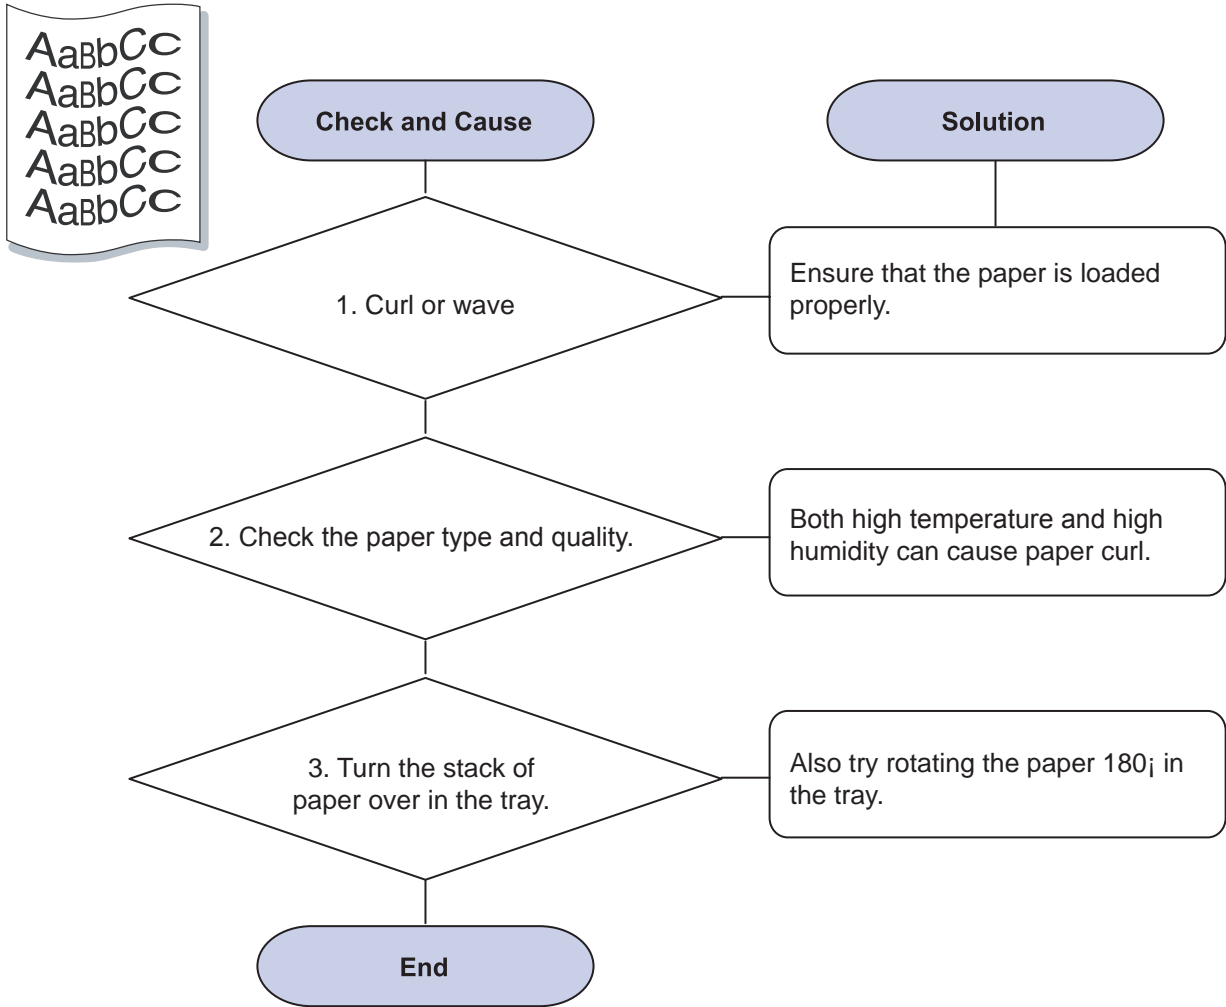 AaBbCc
AaBbCc
AaBbCc
AaBbCc
AaBbCc
Check and Cause
Solution
1. Curl or wave
Ensure that the paper is loaded
properly.
2. Check the paper type and quality.
Both high temperature and high
humidity can cause paper curl.
3. Turn the stack of
paper over in the tray.
Also try rotating the paper 180¡ in
the tray.
End